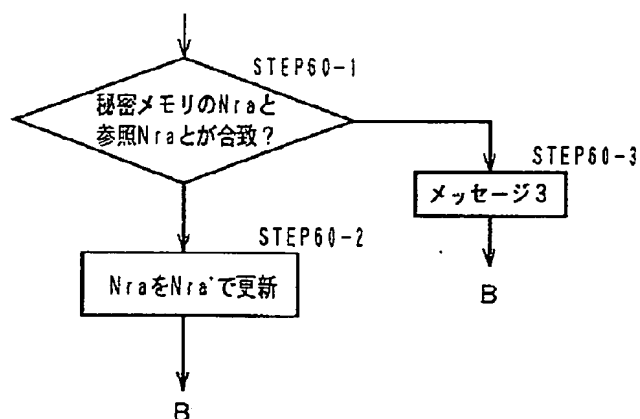 STEP60-1
秘密メモリのNraと
参照Nraとが合致?
STEP60-3
メッセージ3
STEP60-2
NraをNra'で更新
B
B